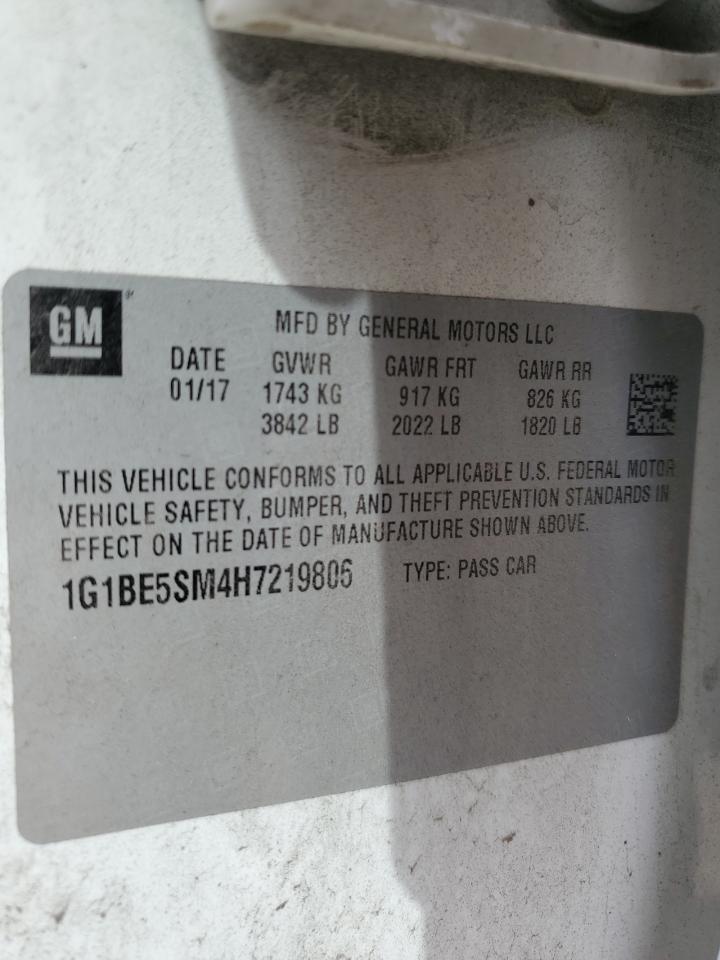 GM
MFD BY GENERAL MOTORS LLC
DATE GVWR GAWR FRT GAWR RR
01/17 1743 KG 917 KG 826 KG
3842 LB 2022 LB 1820 LB
THIS VEHICLE CONFORMS TO ALL APPLICABLE U.S. FEDERAL MOTOR
VEHICLE SAFETY, BUMPER, AND THEFT PREVENTION STANDARDS IN
EFFECT ON THE DATE OF MANUFACTURE SHOWN ABOVE.
1G1BE5SM4H7219806 TYPE: PASS CAR